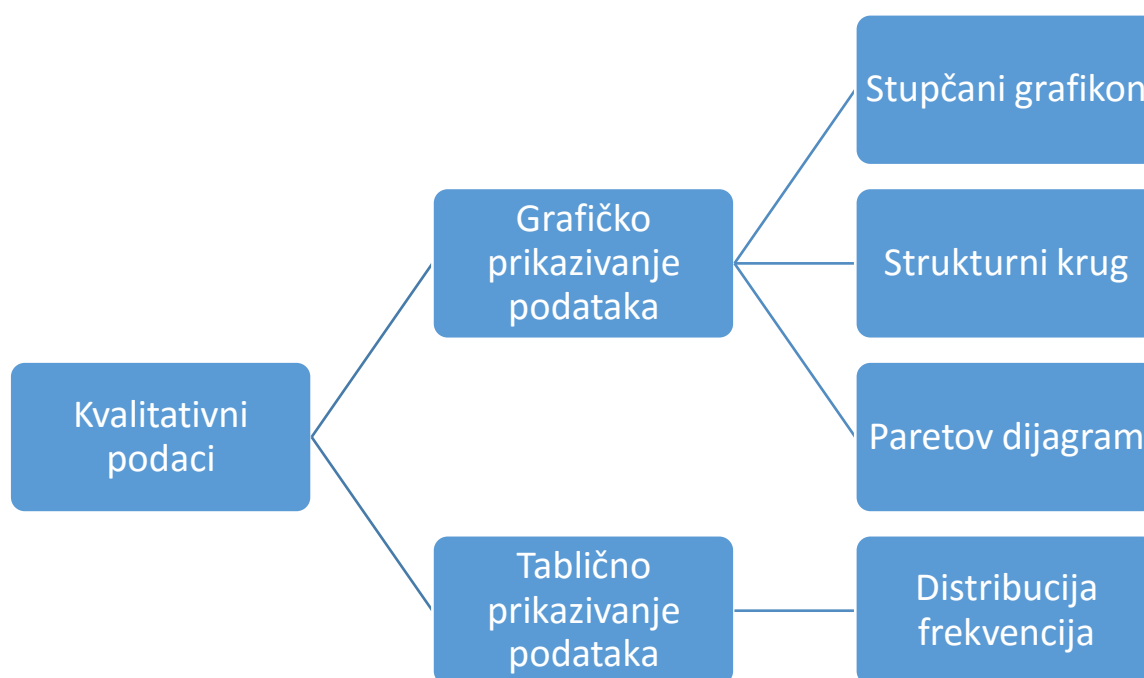 Stupčani grafikon
Grafičko
prikazivanje
podataka
Strukturni krug
Kvalitativni
podaci
Paretov dijagram
Tablično
prikazivanje
podataka
Distribucija
frekvencija